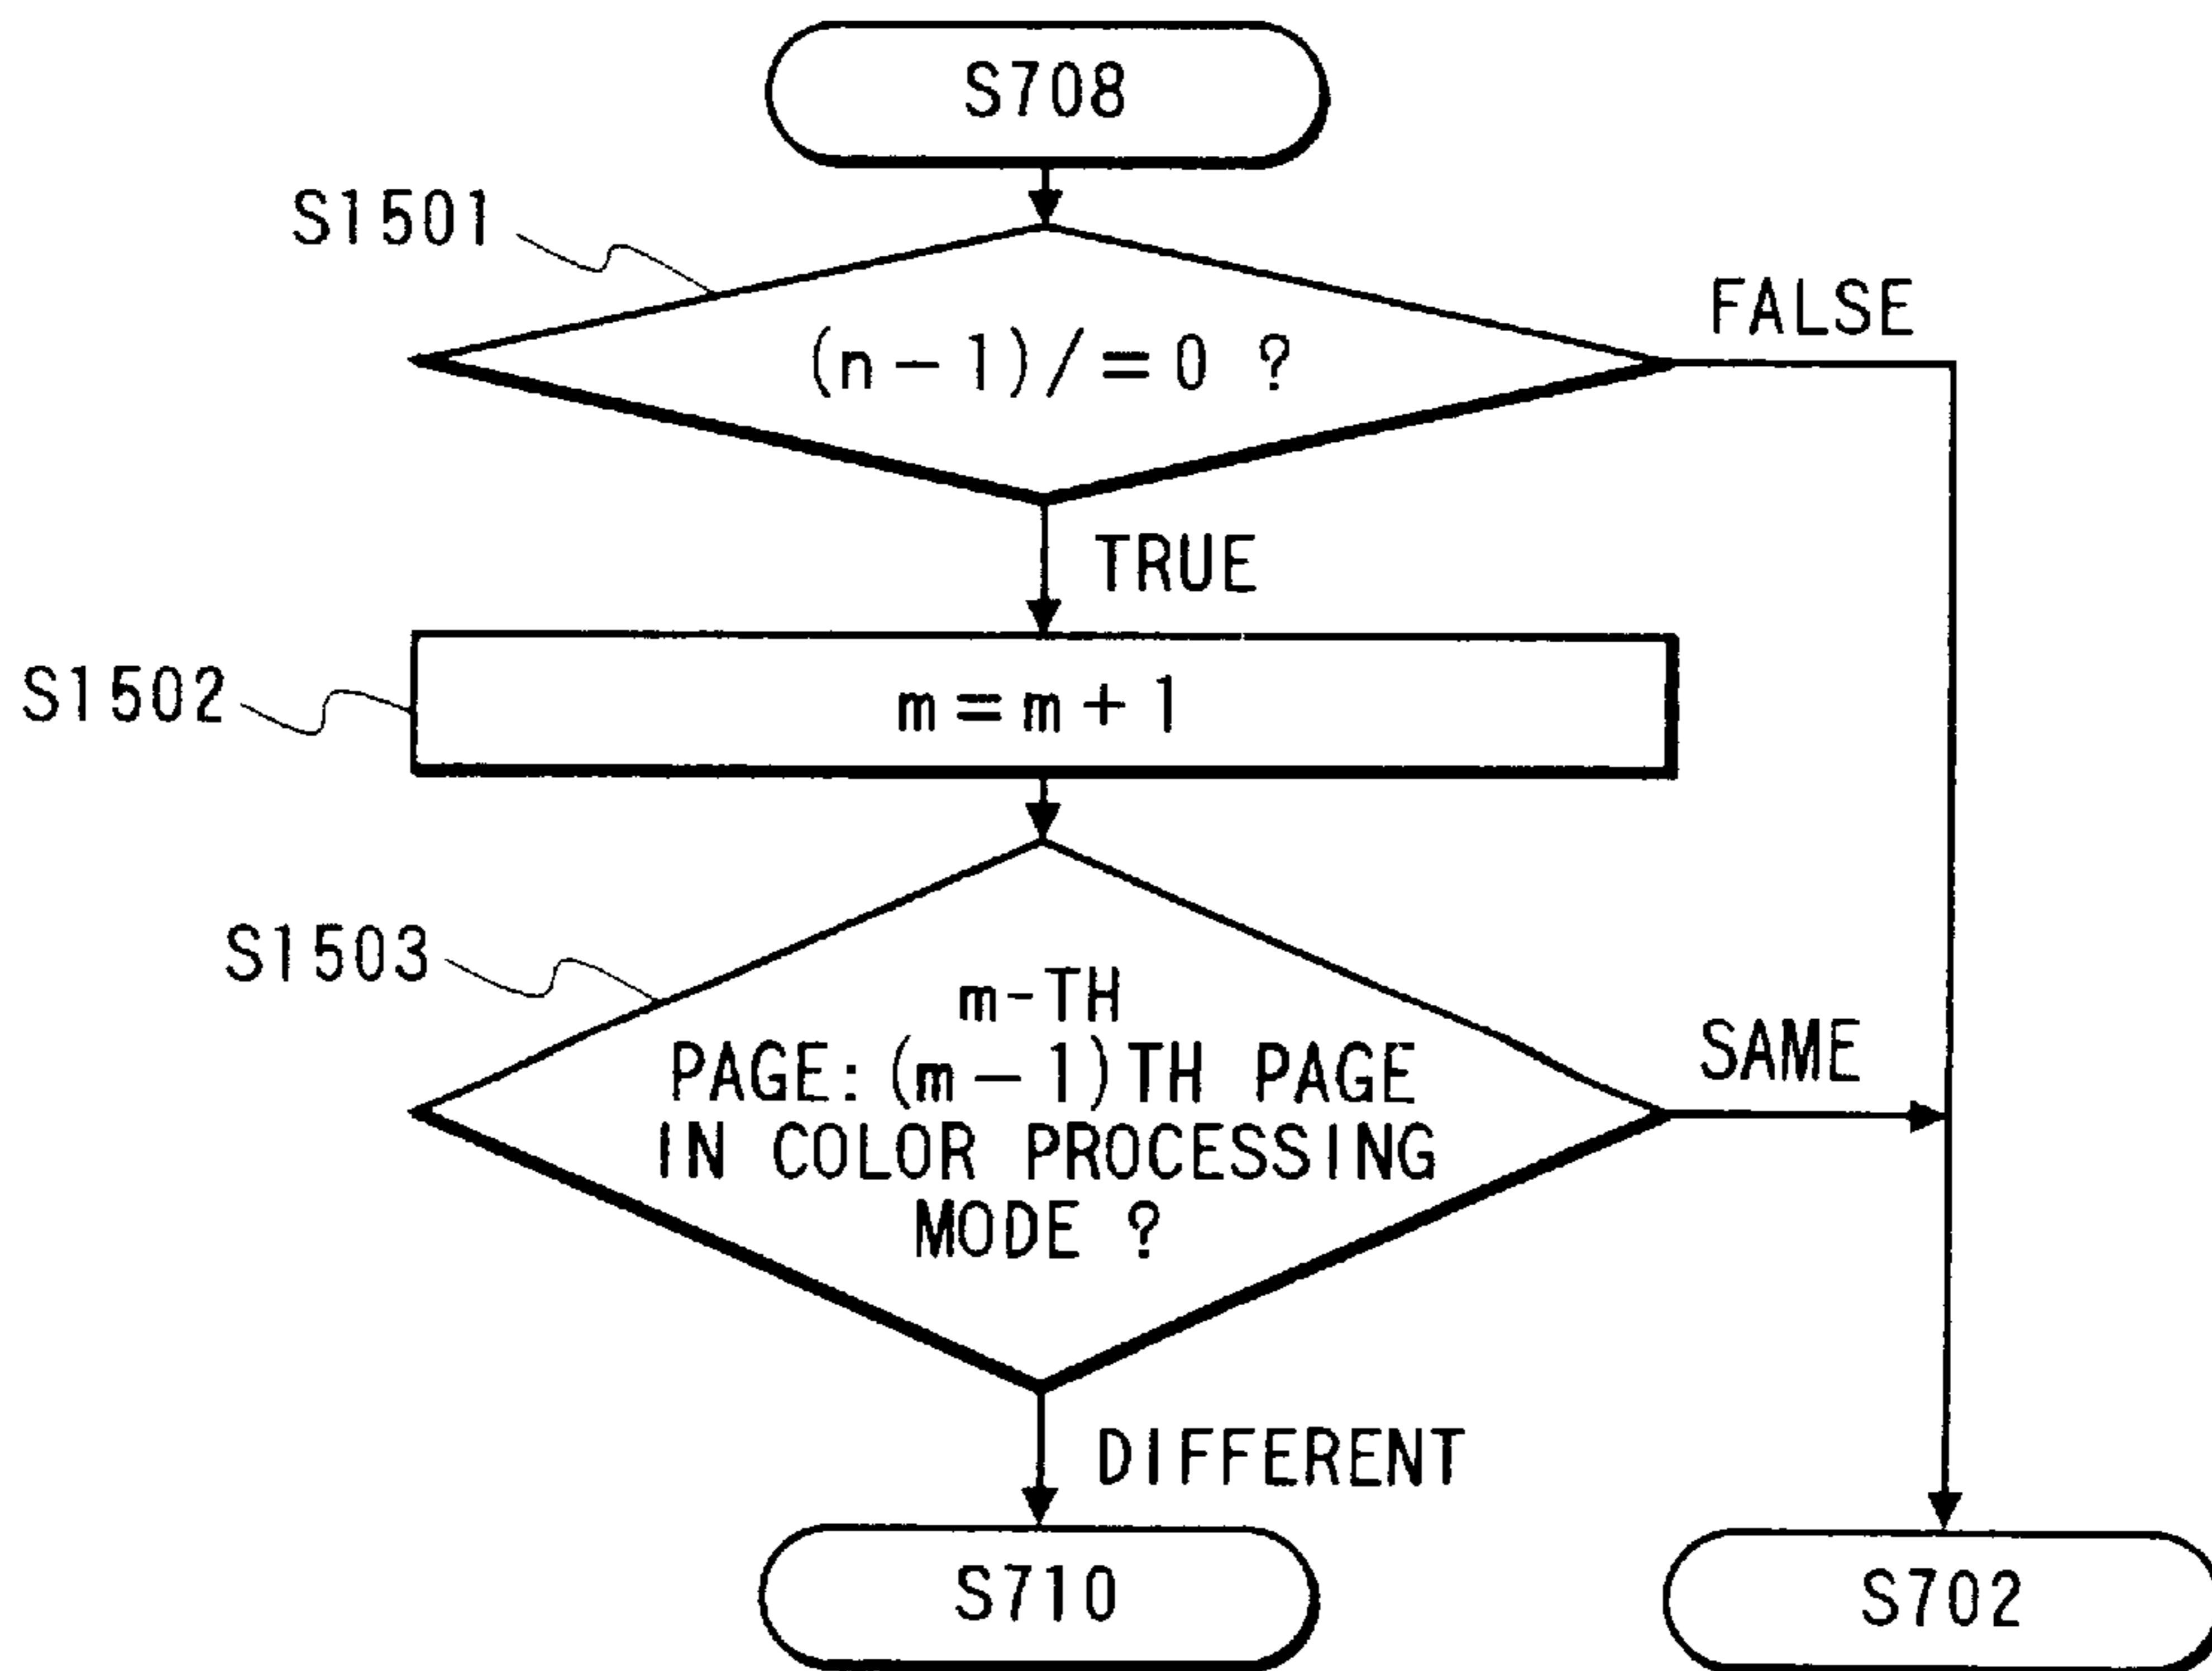 S708
S1501
(n-1)/=0 ?
FALSE
TRUE
S1502
m=m+1
S1503
m-TH
PAGE:(m-1)TH PAGE
IN COLOR PROCESSING
MODE ?
SAME
DIFFERENT
S710
S702